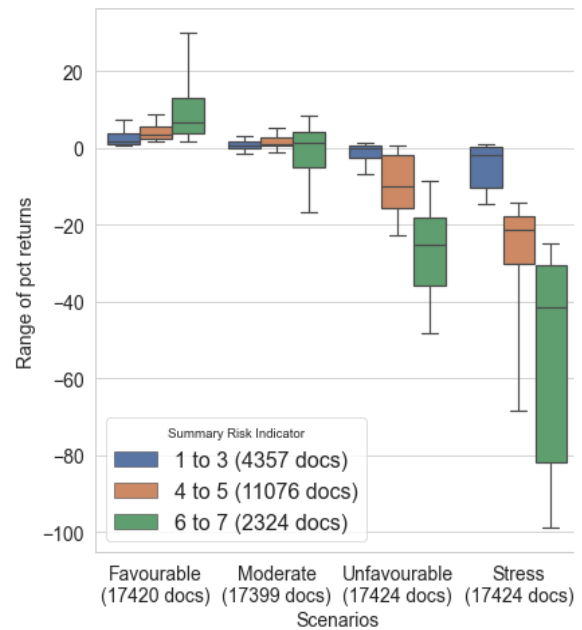 Range of pct returns
20
0
−20
−40
−60
−80
−100
Summary Risk Indicator
1 to 3 (4357 docs)
4 to 5 (11076 docs)
6 to 7 (2324 docs)
Favourable Moderate Unfavourable Stress
(17420 docs) (17399 docs) (17424 docs) (17424 docs)
Scenarios